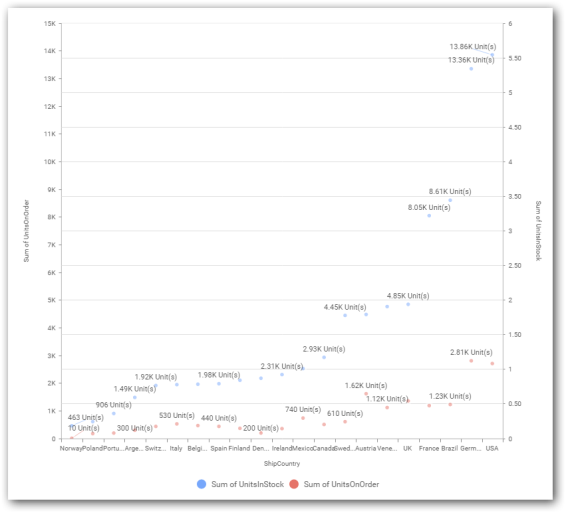 15K
14K
13K
12K
11K
10K
9K
8K
7K
6K
5K
4K
3K
2K
1K
0
Sum of UnitsOnOrder
6
5.50
5
4.50
4
3.50
3
2.50
2
1.50
1
0.50
0
Sum of UnitsInStock
13.86K Unit(s)
13.36K Unit(s)
8.61K Unit(s)
8.05K Unit(s)
4.85K Unit(s)
4.45K Unit(s)
2.93K Unit(s)
2.81K Unit(s)
2.31K Unit(s)
1.92K Unit(s)
1.98K Unit(s)
1.49K Unit(s)
1.62K Unit(s)
1.12K Unit(s)
1.23K Unit(s)
906 Unit(s)
740 Unit(s)
610 Unit(s)
463 Unit(s)
530 Unit(s)
440 Unit(s)
10 Unit(s)
300 Unit(s)
200 Unit(s)
Norway Poland Portu... Arge... Switz... Italy Belgi... Spain Finland Den... Ireland Mexico Canada Swed... Austria Vene... UK France Brazil Germ... USA
ShipCountry
Sum of UnitsInStock Sum of UnitsOnOrder